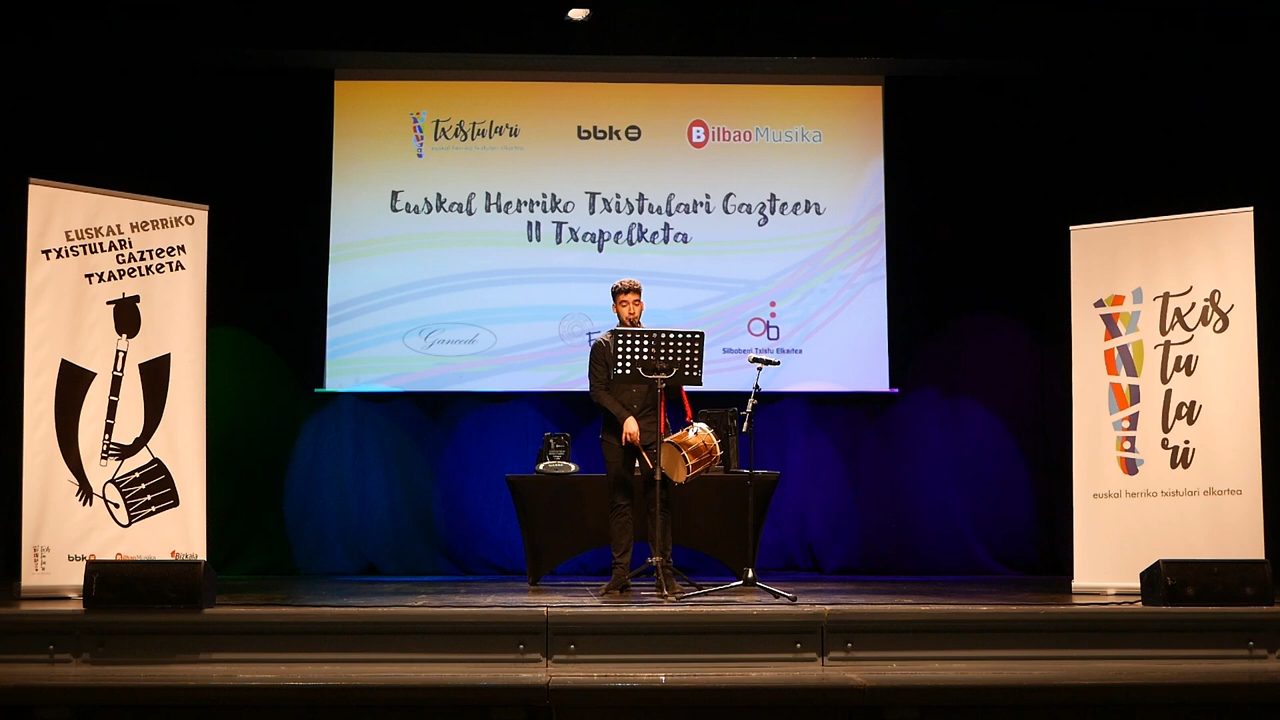 Txistulari
euskal herriko txistulari elkartea
bbk
BilbaoMusika
Euskal Herriko Txistulari Gazteen
II Txapelketa
Gancedo
Silboberri Txistu Elkartea
EUSKAL HERRIKO
TXISTULARI
GAZTEEN
TXAPELKETA
bbk
BilbaoMusika
Bizkaia
Txis
tu
la
ri
euskal herriko txistulari elkartea